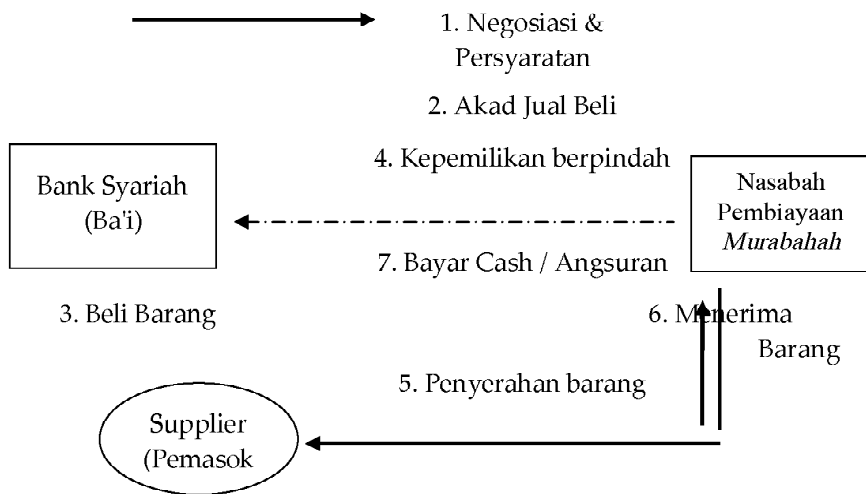 1. Negosiasi &
Persyaratan
2. Akad Jual Beli
4. Kepemilikan berpindah
Bank Syariah
(Ba'i)
Nasabah
Pembiayaan
Murabahah
7. Bayar Cash / Angsuran
3. Beli Barang
6. Menerima
Barang
5. Penyerahan barang
Supplier
(Pemasok